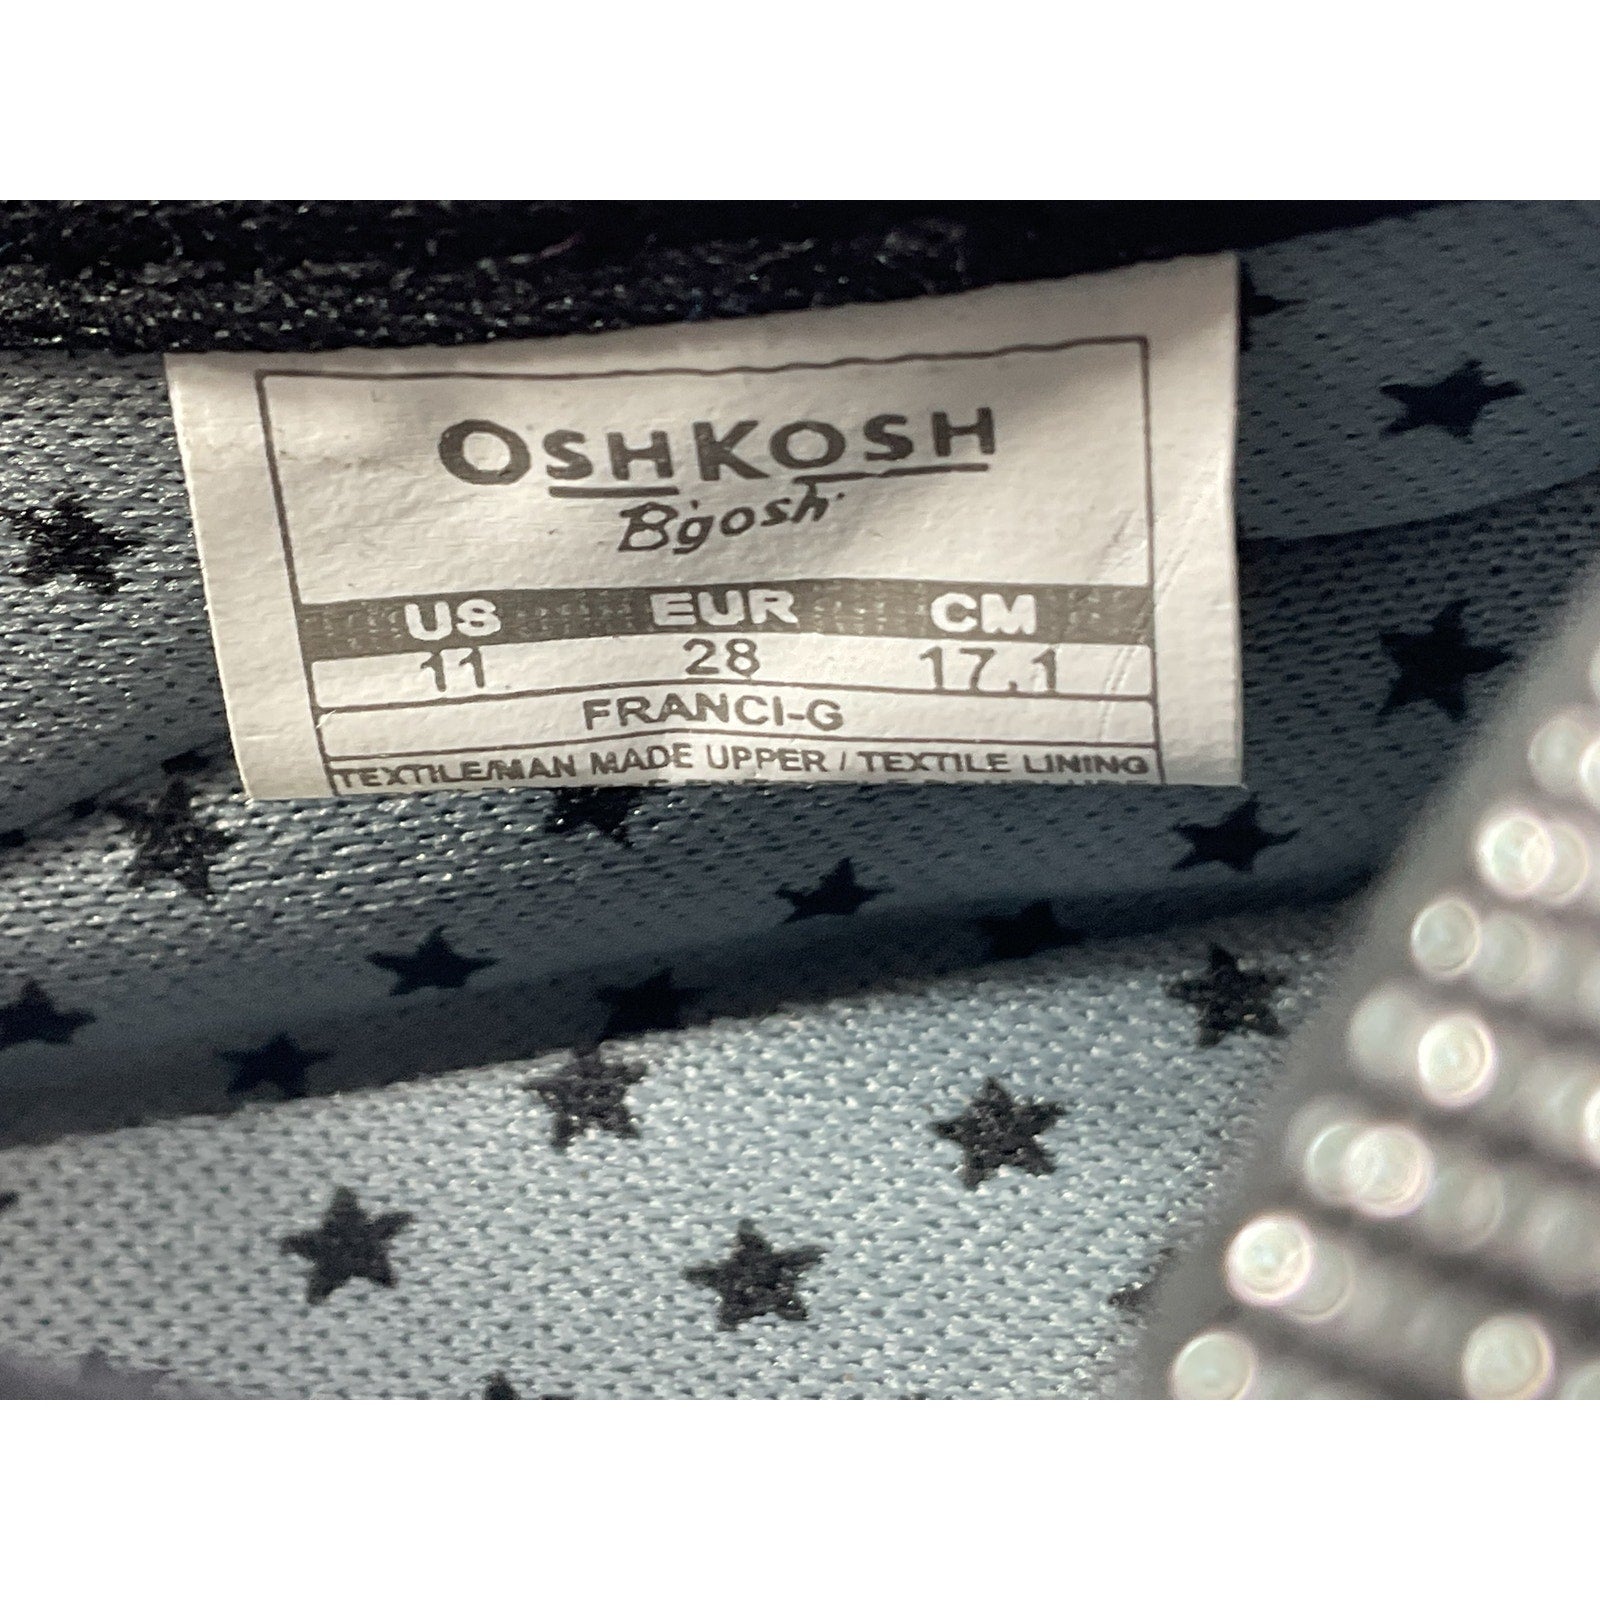 OSHKOSH
B'gosh
US EUR CM
11 28 17.1
FRANCI-G
TEXTILE/MAN MADE UPPER / TEXTILE LINING